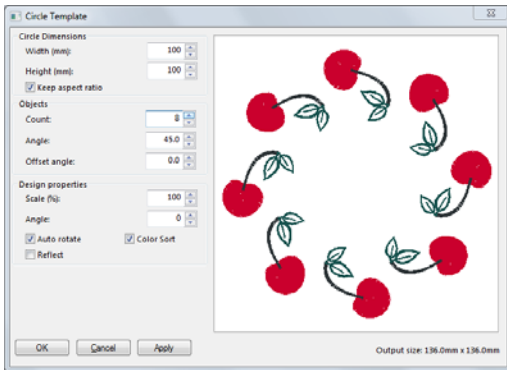 Circle Template
Circle Dimensions
Width (mm): 100
Height (mm): 100
Keep aspect ratio
Objects
Count: 8
Angle: 45.0
Offset angle: 0.0
Design properties
Scale (%): 100
Angle: 0
Auto rotate Color Sort
Reflect
OK Cancel Apply
Output size: 136.0mm x 136.0mm